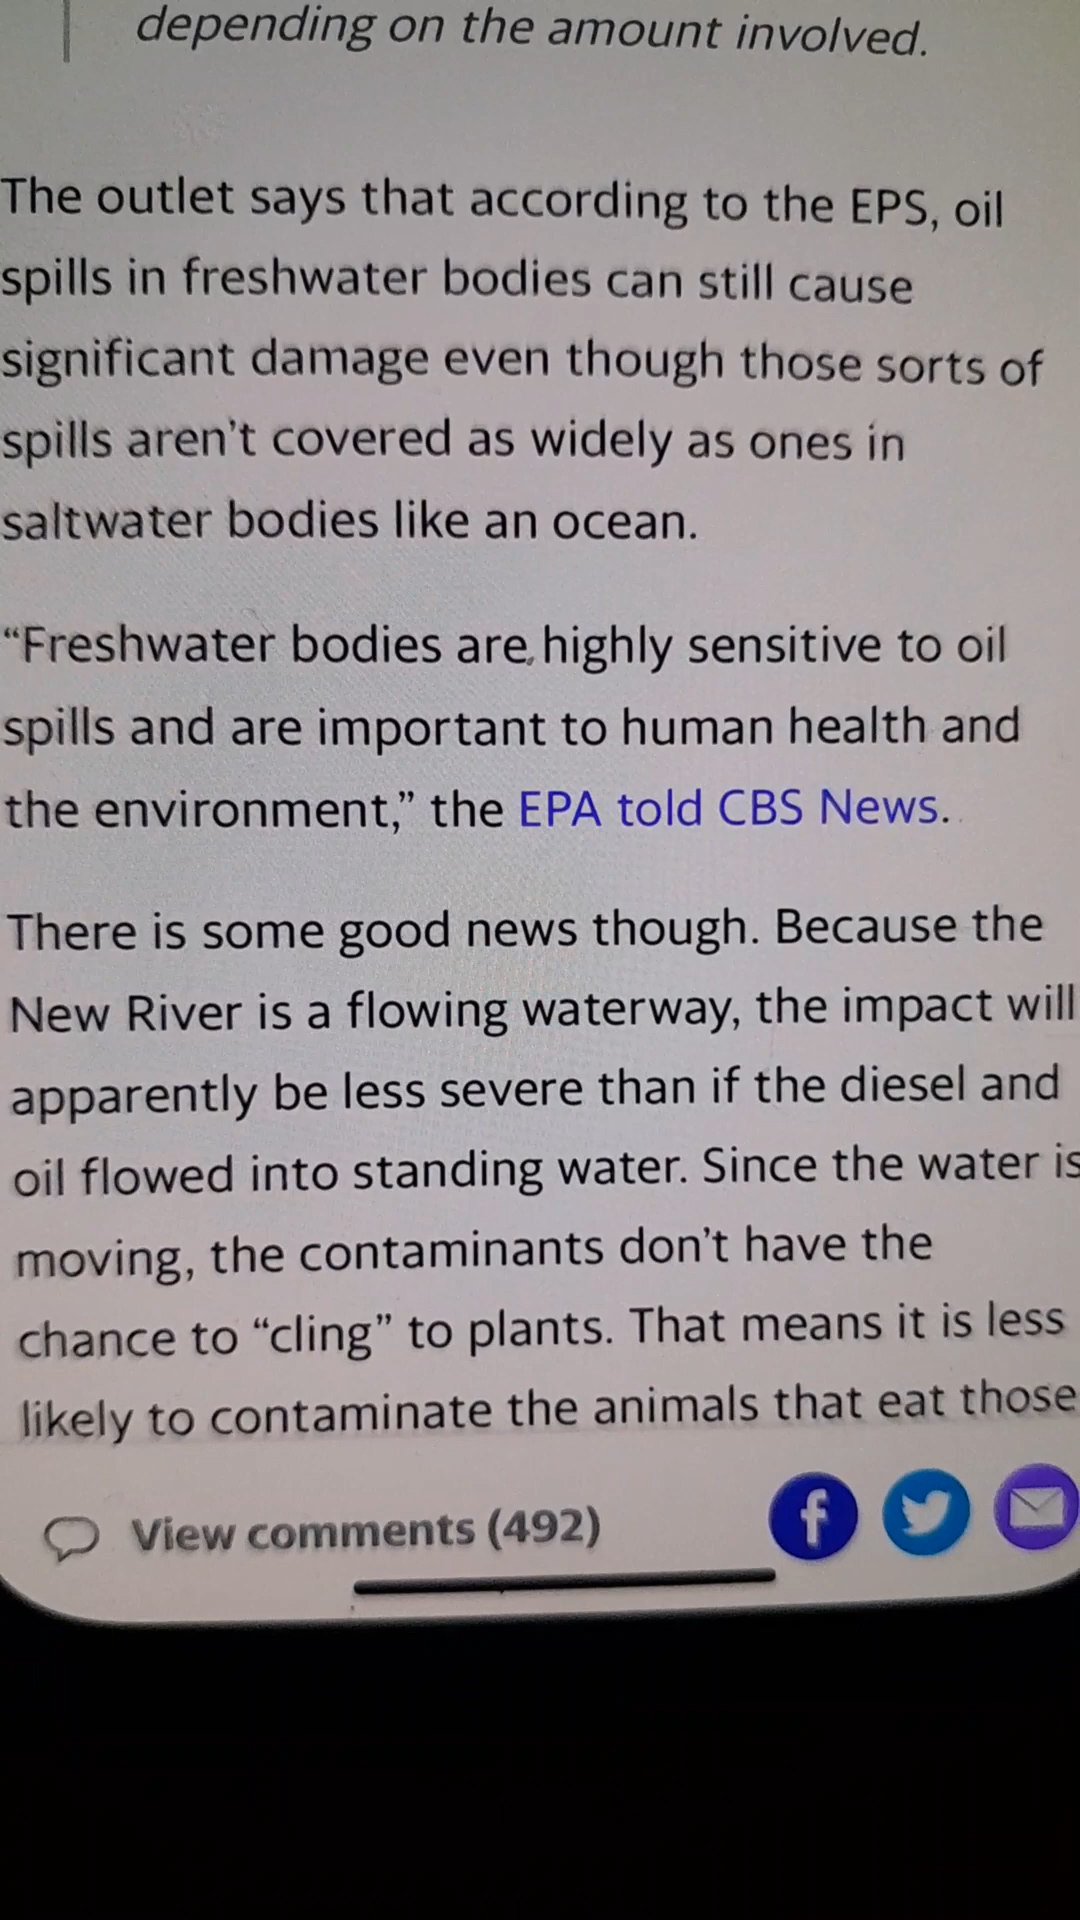 depending on the amount involved.
The outlet says that according to the EPS, oil
spills in freshwater bodies can still cause
significant damage even though those sorts of
spills aren’t covered as widely as ones in
saltwater bodies like an ocean.
“Freshwater bodies are highly sensitive to oil
spills and are important to human health and
the environment,” the EPA told CBS News.
There is some good news though. Because the
New River is a flowing waterway, the impact will
apparently be less severe than if the diesel and
oil flowed into standing water. Since the water is
moving, the contaminants don’t have the
chance to “cling” to plants. That means it is less
likely to contaminate the animals that eat those
View comments (492)